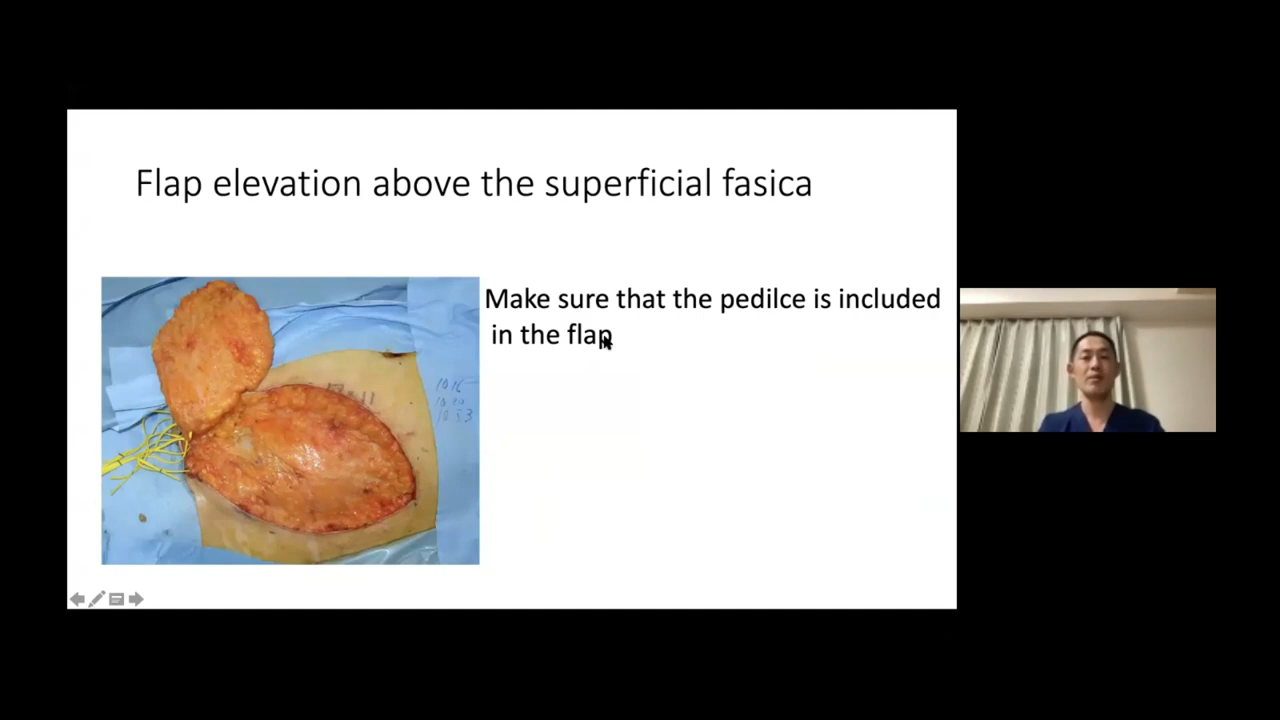 Flap elevation above the superficial fasica
Make sure that the pedilce is included
in the flap